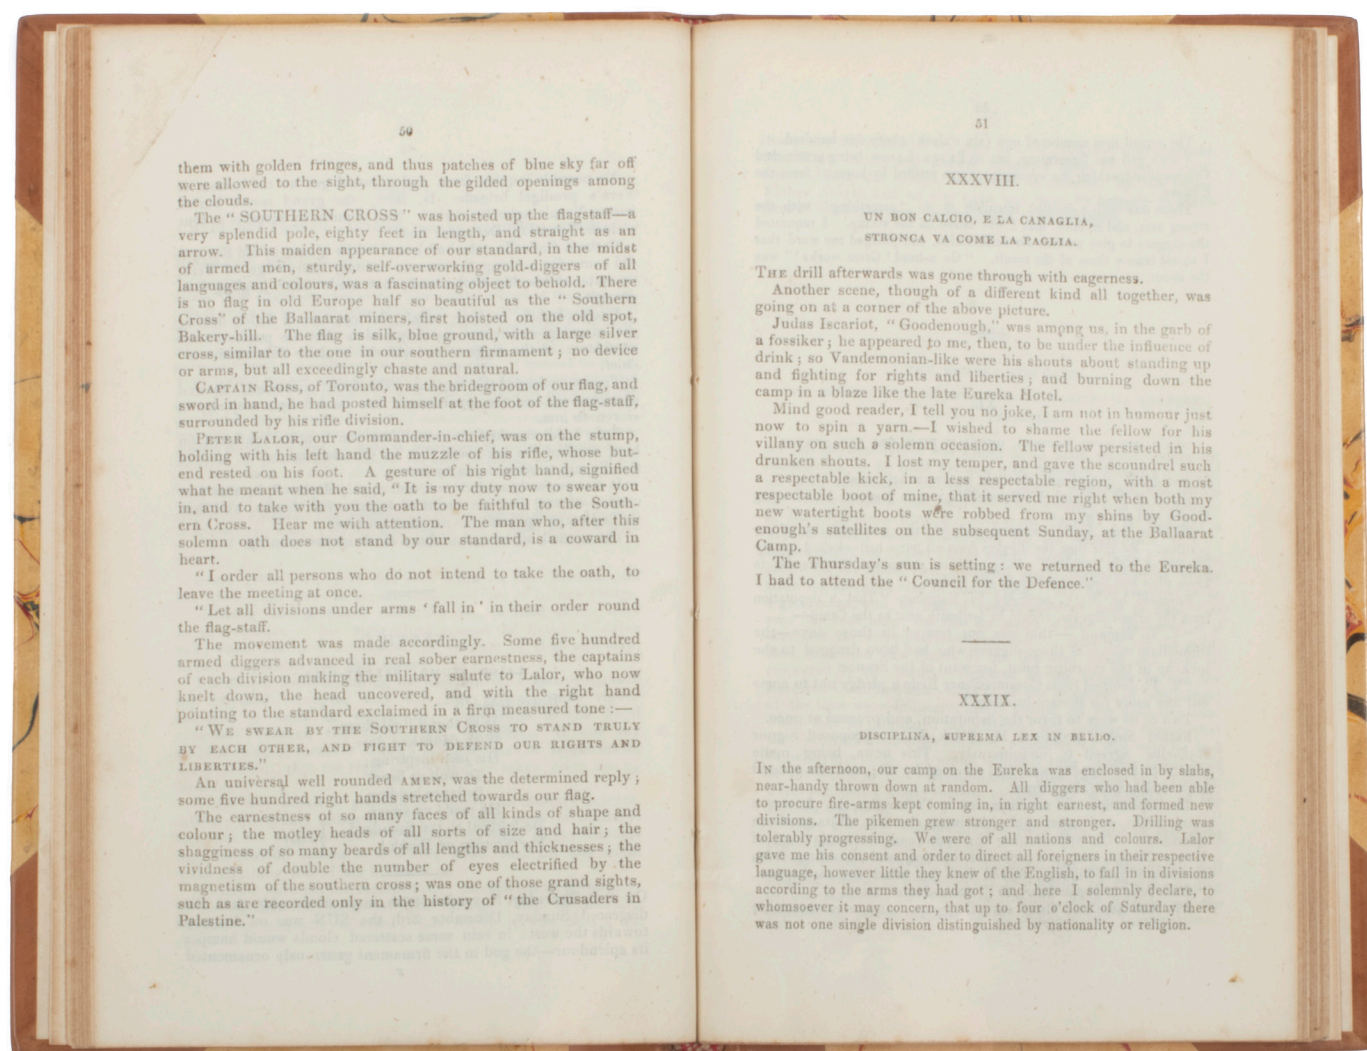 50
them with golden fringes, and thus patches of blue sky far off
were allowed to the sight, through the gilded openings among
the clouds.
The “ SOUTHERN CROSS ” was hoisted up the flagstaff—a
very splendid pole, eighty feet in length, and straight as an
arrow. This maiden appearance of our standard, in the midst
of armed men, sturdy, self-overworking gold-diggers of all
languages and colours, was a fascinating object to behold. There
is no flag in old Europe half so beautiful as the “ Southern
Cross” of the Ballaarat miners, first hoisted on the old spot,
Bakery-hill. The flag is silk, blue ground, with a large silver
cross, similar to the one in our southern firmament ; no device
or arms, but all exceedingly chaste and natural.
CAPTAIN ROSS, of Toronto, was the bridegroom of our flag, and
sword in hand, he had posted himself at the foot of the flag-staff,
surrounded by his rifle division.
PETER LALOR, our Commander-in-chief, was on the stump,
holding with his left hand the muzzle of his rifle, whose but-
end rested on his foot. A gesture of his right hand, signified
what he meant when he said, “ It is my duty now to swear you
in, and to take with you the oath to be faithful to the South-
ern Cross. Hear me with attention. The man who, after this
solemn oath does not stand by our standard, is a coward in
heart.
“ I order all persons who do not intend to take the oath, to
leave the meeting at once.
“ Let all divisions under arms ‘ fall in ’ in their order round
the flag-staff.
The movement was made accordingly. Some five hundred
armed diggers advanced in real sober earnestness, the captains
of each division making the military salute to Lalor, who now
knelt down, the head uncovered, and with the right hand
pointing to the standard exclaimed in a firm measured tone :—
“ WE SWEAR BY THE SOUTHERN CROSS TO STAND TRULY
BY EACH OTHER, AND FIGHT TO DEFEND OUR RIGHTS AND
LIBERTIES.”
An universal well rounded AMEN, was the determined reply ;
some five hundred right hands stretched towards our flag.
The earnestness of so many faces of all kinds of shape and
colour ; the motley heads of all sorts of size and hair ; the
shagginess of so many beards of all lengths and thicknesses ; the
vividness of double the number of eyes electrified by the
magnetism of the southern cross ; was one of those grand sights,
such as are recorded only in the history of “ the Crusaders in
Palestine.”
51
XXXVIII.
UN BON CALCIO, E LA CANAGLIA,
STRONCA VA COME LA PAGLIA.
THE drill afterwards was gone through with eagerness.
Another scene, though of a different kind all together, was
going on at a corner of the above picture.
Judas Iscariot, “ Goodenough,” was among us, in the garb of
a fossiker ; he appeared to me, then, to be under the influence of
drink ; so Vandemonian-like were his shouts about standing up
and fighting for rights and liberties ; and burning down the
camp in a blaze like the late Eureka Hotel.
Mind good reader, I tell you no joke, I am not in humour just
now to spin a yarn.—I wished to shame the fellow for his
villany on such a solemn occasion. The fellow persisted in his
drunken shouts. I lost my temper, and gave the scoundrel such
a respectable kick, in a less respectable region, with a most
respectable boot of mine, that it served me right when both my
new watertight boots were robbed from my shins by Good-
enough’s satellites on the subsequent Sunday, at the Ballaarat
Camp.
The Thursday’s sun is setting : we returned to the Eureka.
I had to attend the “ Council for the Defence.”
XXXIX.
DISCIPLINA, SUPREMA LEX IN BELLO.
IN the afternoon, our camp on the Eureka was enclosed in by slabs,
near-handy thrown down at random. All diggers who had been able
to procure fire-arms kept coming in, in right earnest, and formed new
divisions. The pikemen grew stronger and stronger. Drilling was
tolerably progressing. We were of all nations and colours. Lalor
gave me his consent and order to direct all foreigners in their respective
language, however little they knew of the English, to fall in in divisions
according to the arms they had got ; and here I solemnly declare, to
whomsoever it may concern, that up to four o’clock of Saturday there
was not one single division distinguished by nationality or religion.